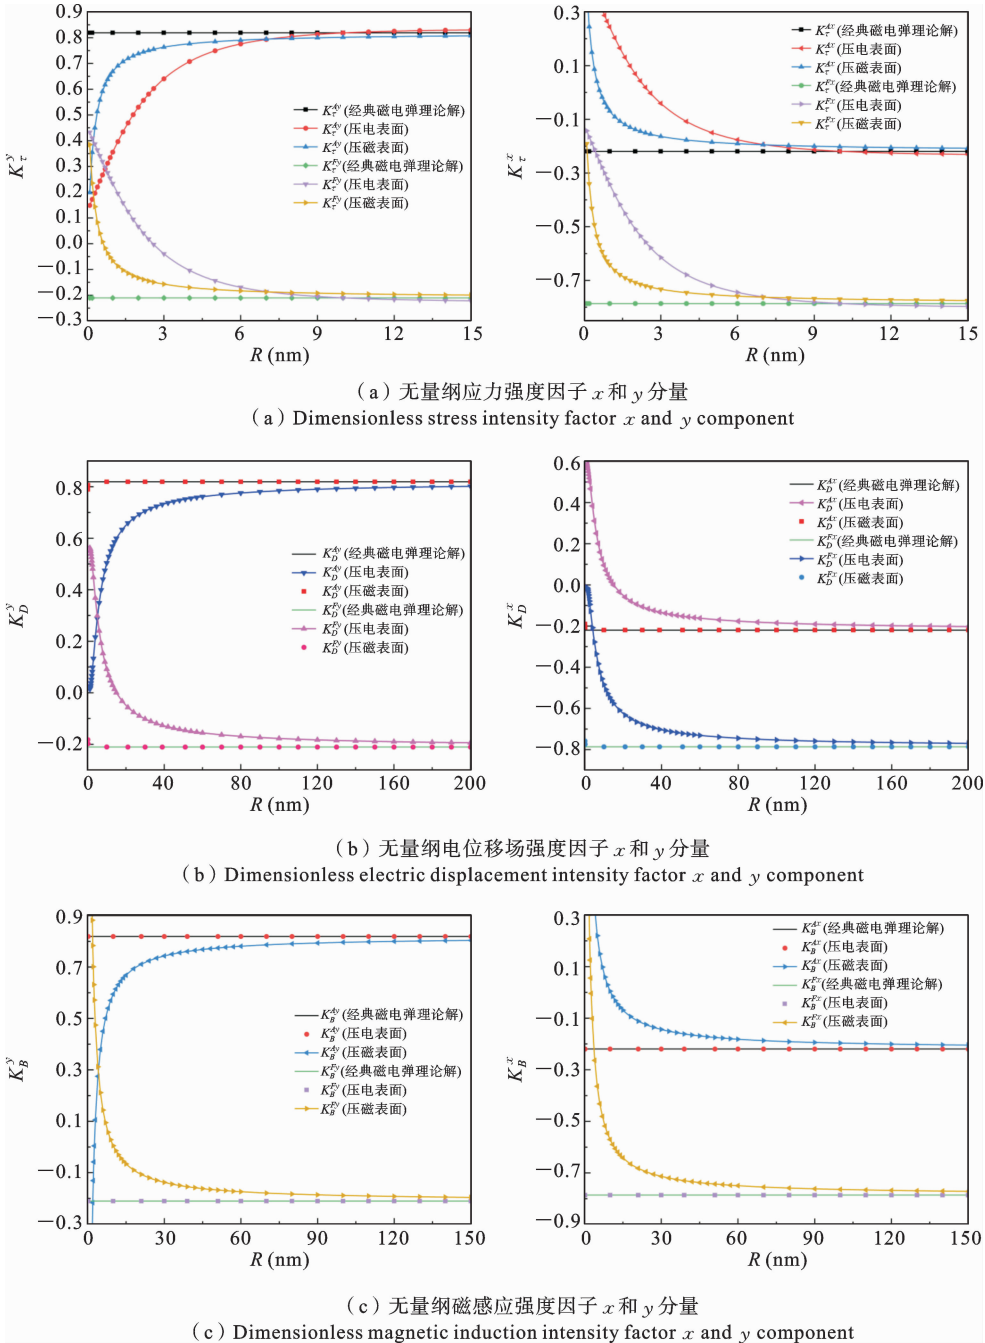 0.9
0.8
0.7
0.6
0.5
0.4
0.3
0.2
0.1
0.0
−0.1
−0.2
−0.3
K_τ^y
K_τ^{Ay}(经典磁电弹理论解)
K_τ^{Ay}(压电表面)
K_τ^{Ay}(压磁表面)
K_τ^{Fy}(经典磁电弹理论解)
K_τ^{Fy}(压电表面)
K_τ^{Fy}(压磁表面)
0 3 6 9 12 15
R (nm)
0.3
0.1
−0.1
−0.3
−0.5
−0.7
K_τ^x
K_τ^{Ax}(经典磁电弹理论解)
K_τ^{Ax}(压电表面)
K_τ^{Ax}(压磁表面)
K_τ^{Fx}(经典磁电弹理论解)
K_τ^{Fx}(压电表面)
K_τ^{Fx}(压磁表面)
0 3 6 9 12 15
R (nm)
（a）无量纲应力强度因子 x 和 y 分量
（a）Dimensionless stress intensity factor x and y component
0.8
0.6
0.4
0.2
0.0
−0.2
K_D^y
K_D^{Ay}(经典磁电弹理论解)
K_D^{Ay}(压电表面)
K_D^{Ay}(压磁表面)
K_D^{Fy}(经典磁电弹理论解)
K_D^{Fy}(压电表面)
K_D^{Fy}(压磁表面)
0 40 80 120 160 200
R (nm)
0.6
0.4
0.2
0.0
−0.2
−0.4
−0.6
−0.8
K_D^x
K_D^{Ax}(经典磁电弹理论解)
K_D^{Ax}(压电表面)
K_D^{Ax}(压磁表面)
K_D^{Fx}(经典磁电弹理论解)
K_D^{Fx}(压电表面)
K_D^{Fx}(压磁表面)
0 40 80 120 160 200
R (nm)
（b）无量纲电位移场强度因子 x 和 y 分量
（b）Dimensionless electric displacement intensity factor x and y component
0.9
0.7
0.5
0.3
0.1
−0.1
−0.3
K_B^y
K_B^{Ay}(经典磁电弹理论解)
K_B^{Ay}(压电表面)
K_B^{Ay}(压磁表面)
K_B^{Fy}(经典磁电弹理论解)
K_B^{Fy}(压电表面)
K_B^{Fy}(压磁表面)
0 30 60 90 120 150
R (nm)
0.3
0.1
−0.1
−0.3
−0.5
−0.7
−0.9
K_B^x
K_B^{Ax}(经典磁电弹理论解)
K_B^{Ax}(压电表面)
K_B^{Ax}(压磁表面)
K_B^{Fx}(经典磁电弹理论解)
K_B^{Fx}(压电表面)
K_B^{Fx}(压磁表面)
0 30 60 90 120 150
R (nm)
（c）无量纲磁感应强度因子 x 和 y 分量
（c）Dimensionless magnetic induction intensity factor x and y component